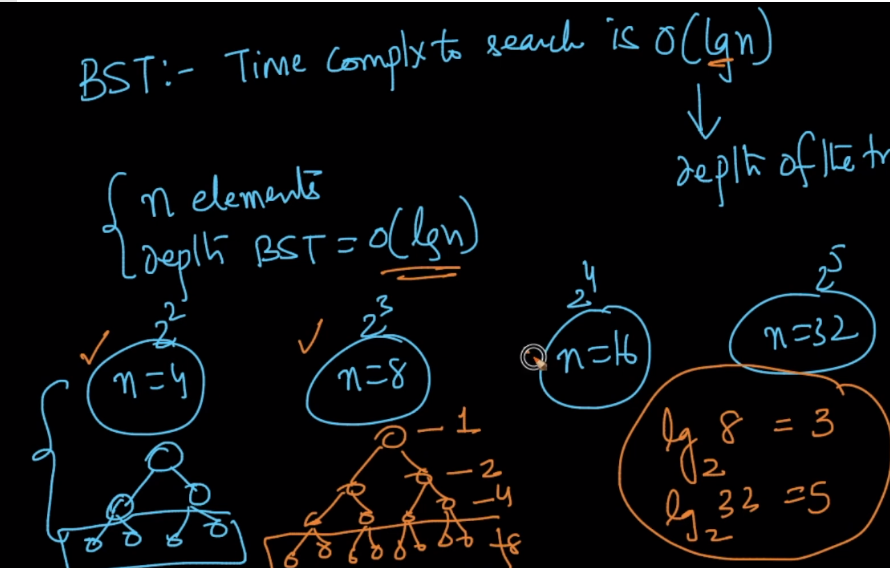 BST:- Time complx to search is O(lgn)
depth of the tr
n elements
depth BST = O(lgn)
2^2 2^3 2^4 2^5
n=4 n=8 n=16 n=32
- 1
- 2
- 4
8
lg_2 8 = 3
lg_2 32 = 5